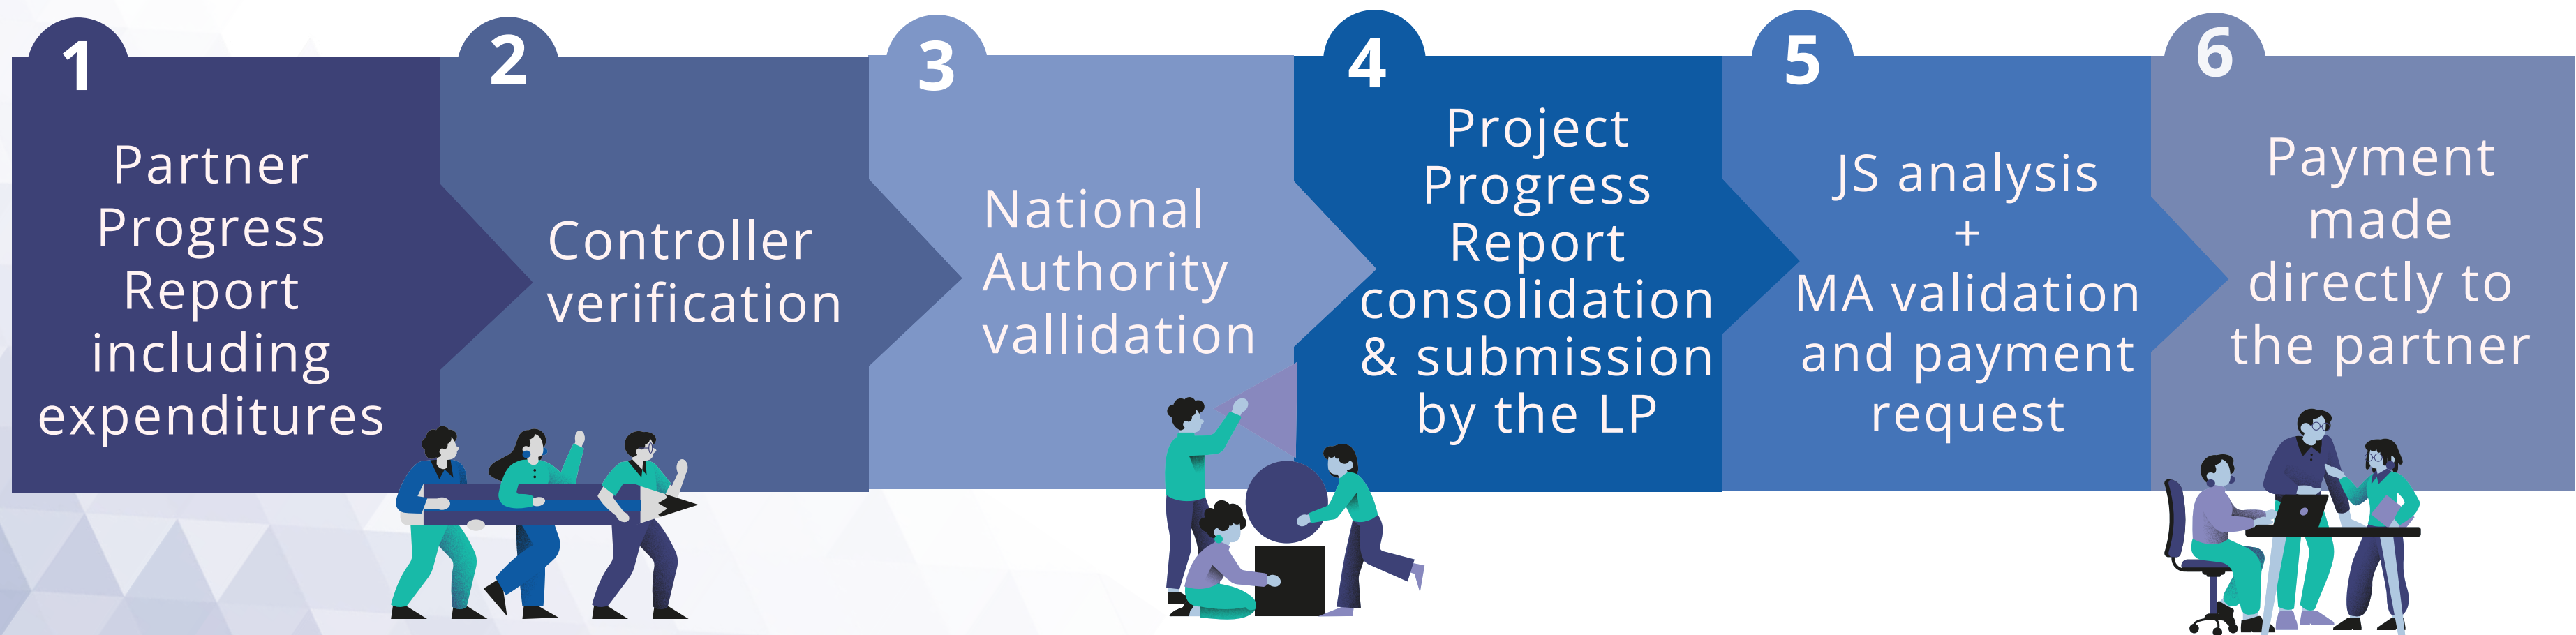 1
Partner
Progress
Report
including
expenditures
2
Controller
verification
3
National
Authority
vallidation
4
Project
Progress
Report
consolidation
& submission
by the LP
5
JS analysis
+
MA validation
and payment
request
6
Payment
made
directly to
the partner